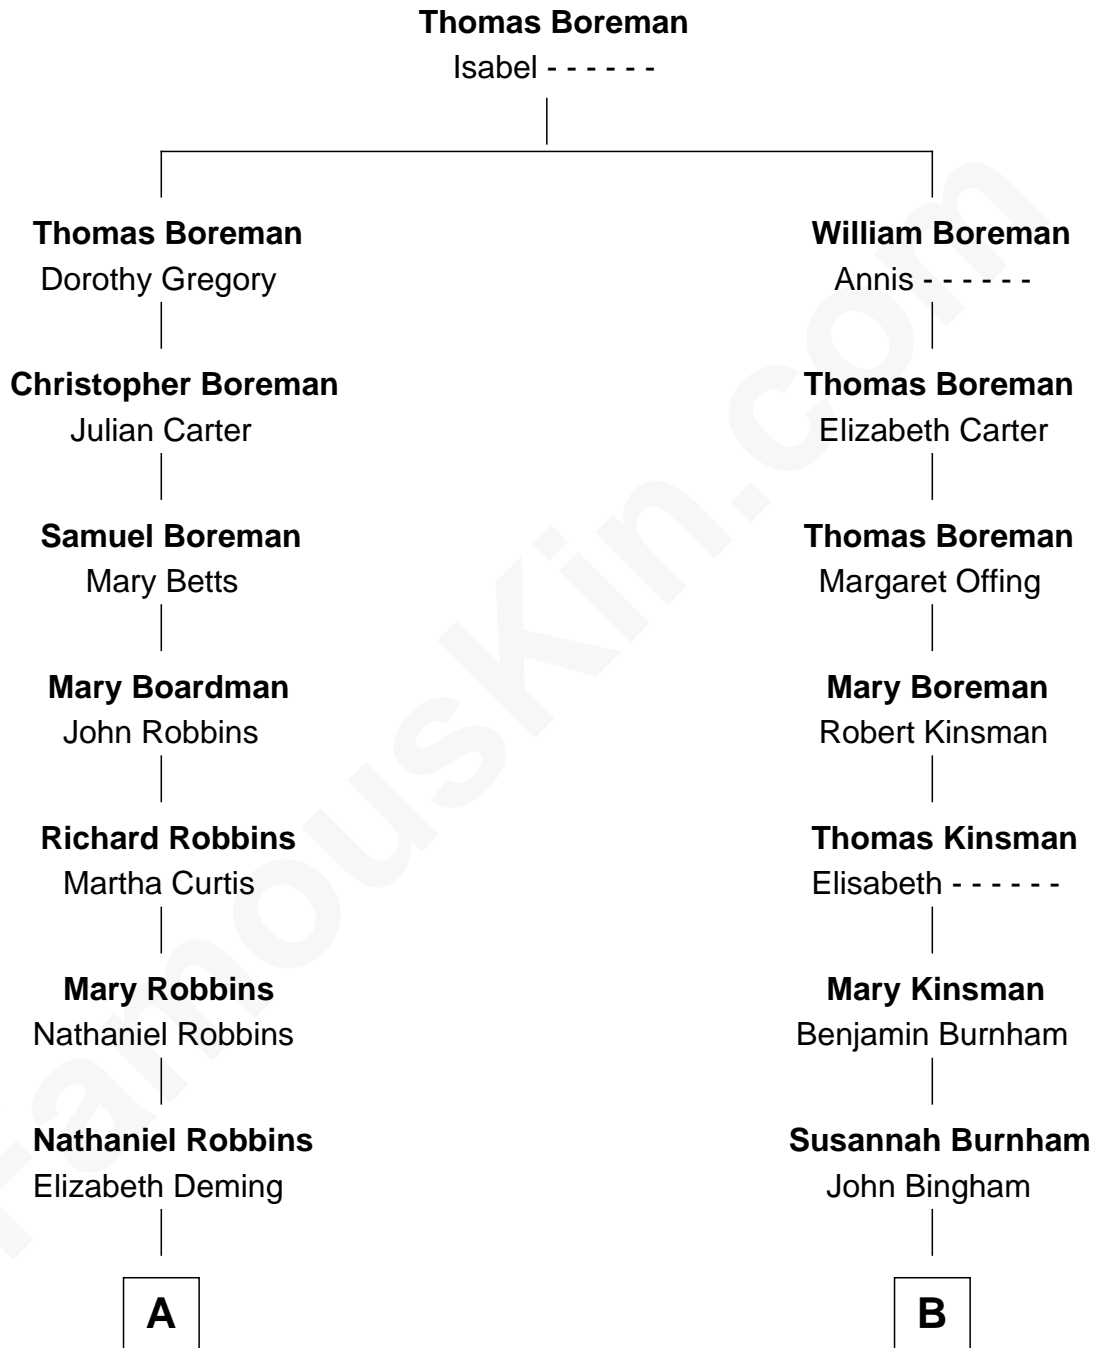 Thomas Boreman
Isabel - - - - - -
Thomas Boreman
Dorothy Gregory
William Boreman
Annis - - - - - -
Christopher Boreman
Julian Carter
Thomas Boreman
Elizabeth Carter
Samuel Boreman
Mary Betts
Thomas Boreman
Margaret Offing
Mary Boardman
John Robbins
Mary Boreman
Robert Kinsman
Richard Robbins
Martha Curtis
Thomas Kinsman
Elisabeth - - - - - -
Mary Robbins
Nathaniel Robbins
Mary Kinsman
Benjamin Burnham
Nathaniel Robbins
Elizabeth Deming
Susannah Burnham
John Bingham
A
B
FamousKin.com